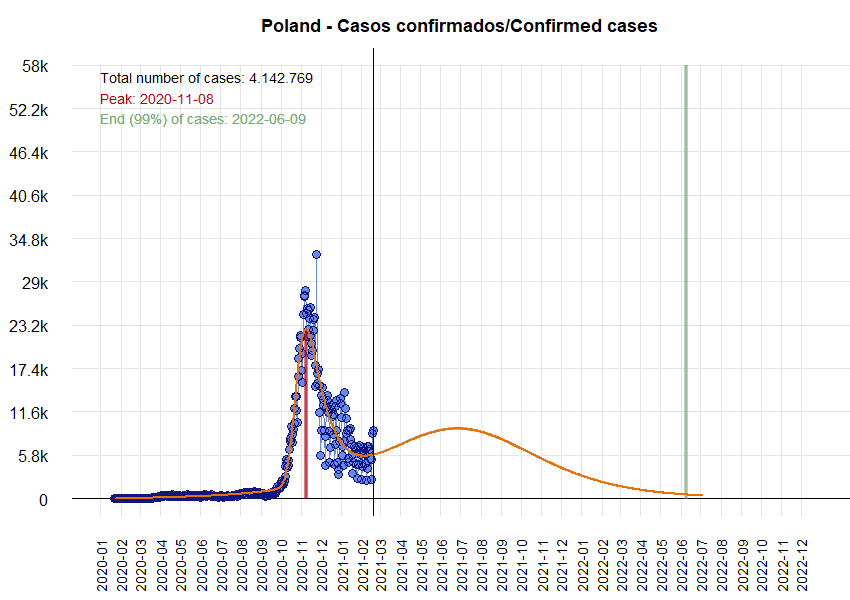 Poland - Casos confirmados/Confirmed cases
58k
Total number of cases: 4.142.769
Peak: 2020-11-08
52.2k
End (99%) of cases: 2022-06-09
46.4k
40.6k
34.8k
29k
23.2k
17.4k
11.6k
5.8k
0
2020-01
2020-02
2020-03
2020-04
2020-05
2020-06
2020-07
2020-08
2020-09
2020-10
2020-11
2020-12
2021-01
2021-02
2021-03
2021-04
2021-05
2021-06
2021-07
2021-08
2021-09
2021-10
2021-11
2021-12
2022-01
2022-02
2022-03
2022-04
2022-05
2022-06
2022-07
2022-08
2022-09
2022-10
2022-11
2022-12